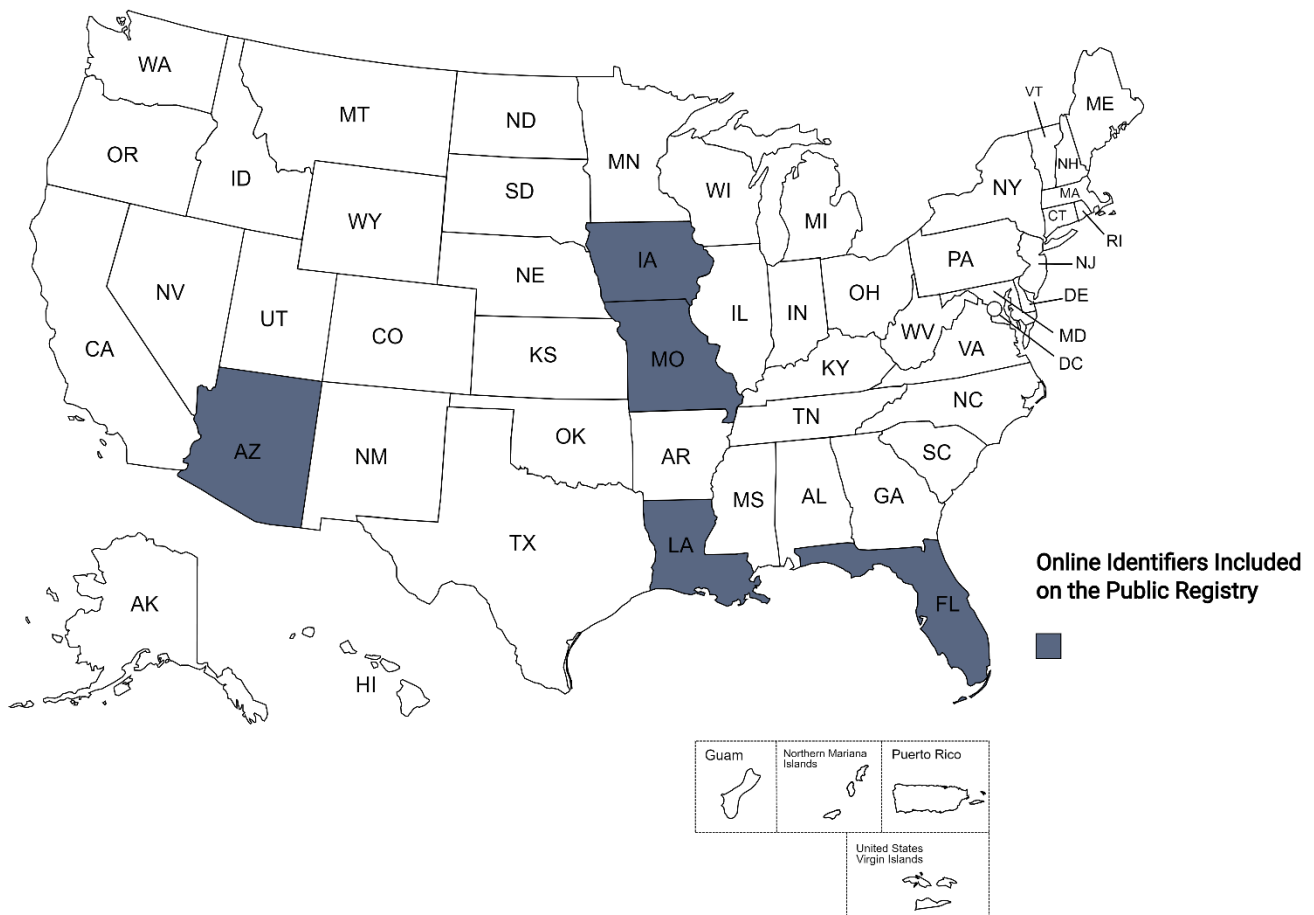 WA
MT
ND
MN
VT
ME
OR
ID
SD
WI
NH
NY
MA
WY
MI
CT
RI
IA
PA
NJ
NE
NV
OH
DE
UT
IL
IN
CO
WV
MD
CA
KS
MO
VA
DC
KY
NC
TN
OK
AZ
NM
AR
SC
MS
AL
GA
TX
LA
Online Identifiers Included
on the Public Registry
AK
FL
HI
Guam
Northern Mariana
Islands
Puerto Rico
United States
Virgin Islands